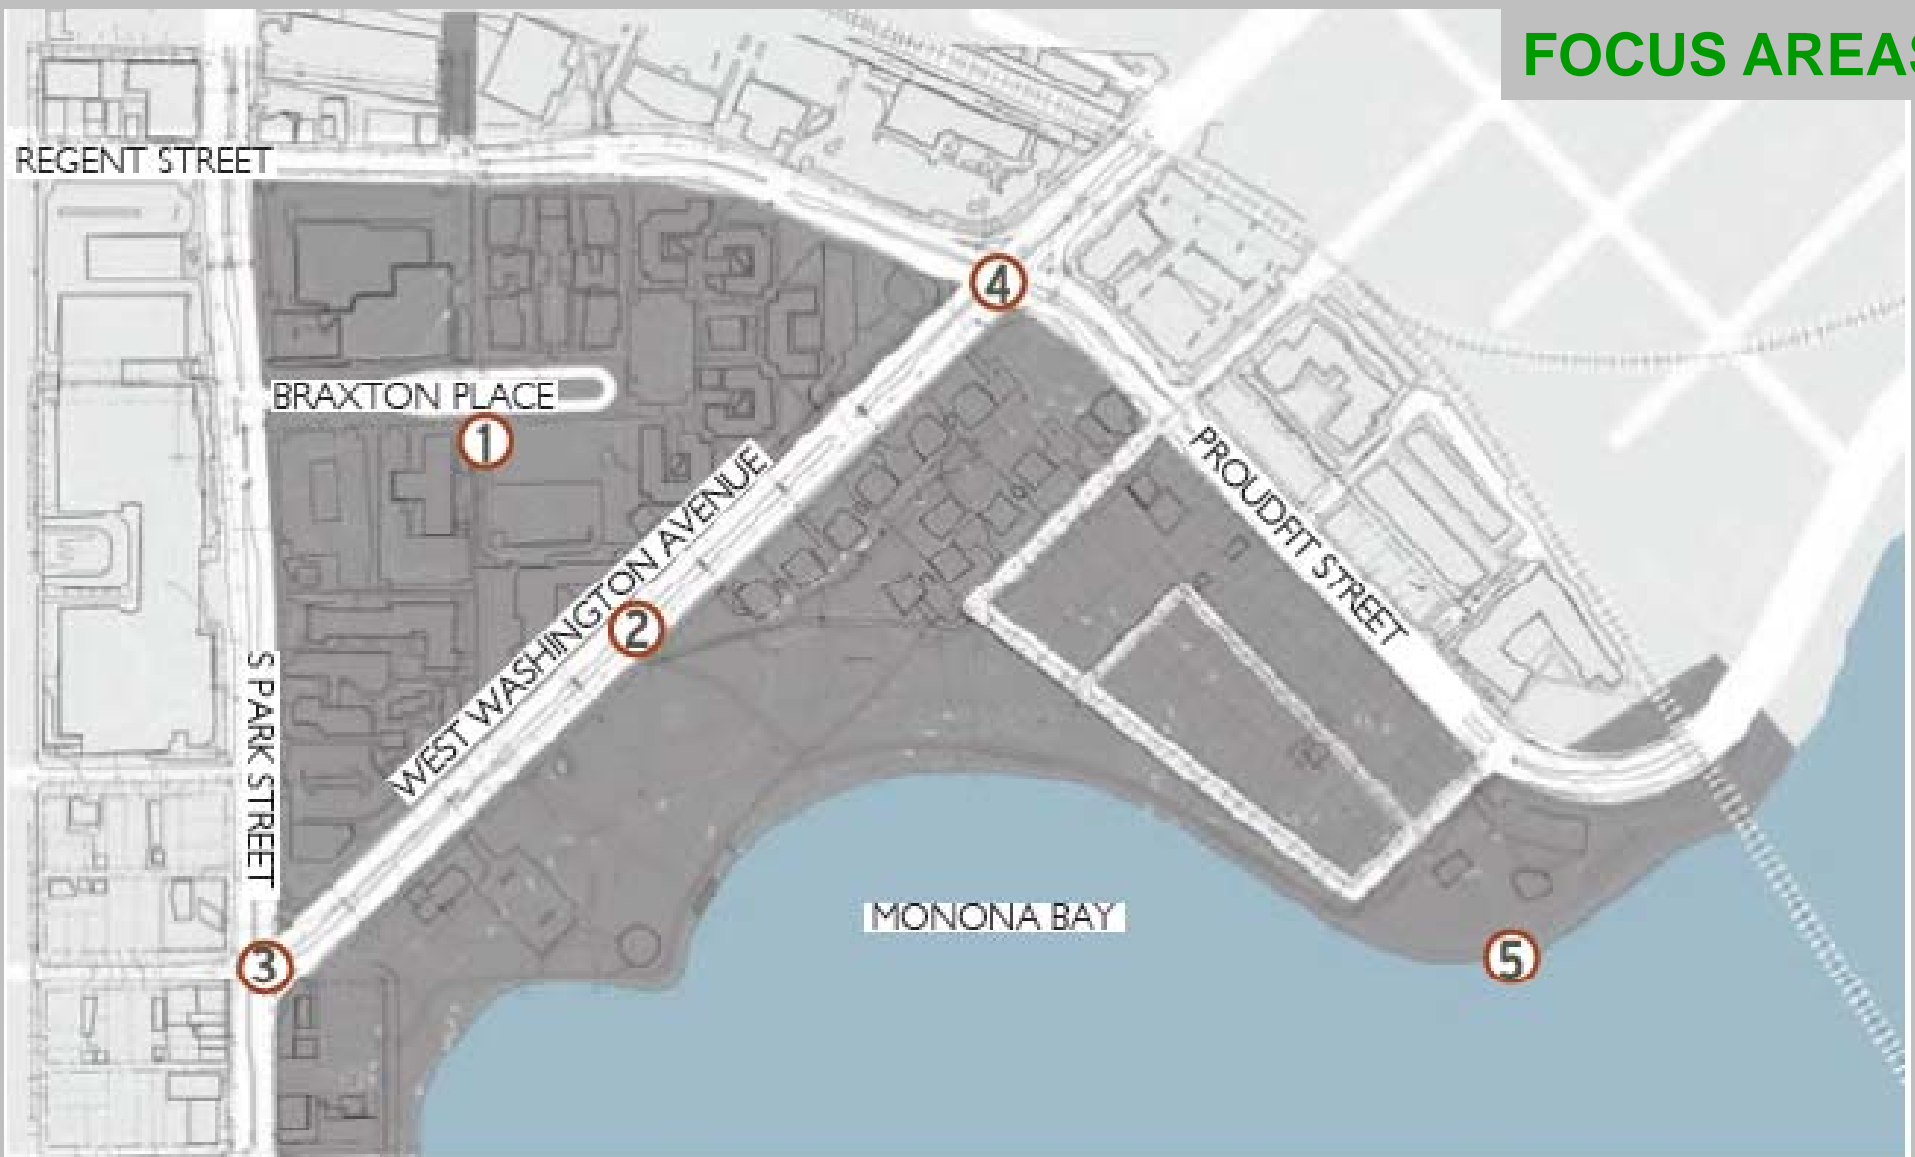 FOCUS AREAS
REGENT STREET
4
BRAXTON PLACE
1
WEST WASHINGTON AVENUE
PROUDFIT STREET
2
S PARK STREET
MONONA BAY
3
5